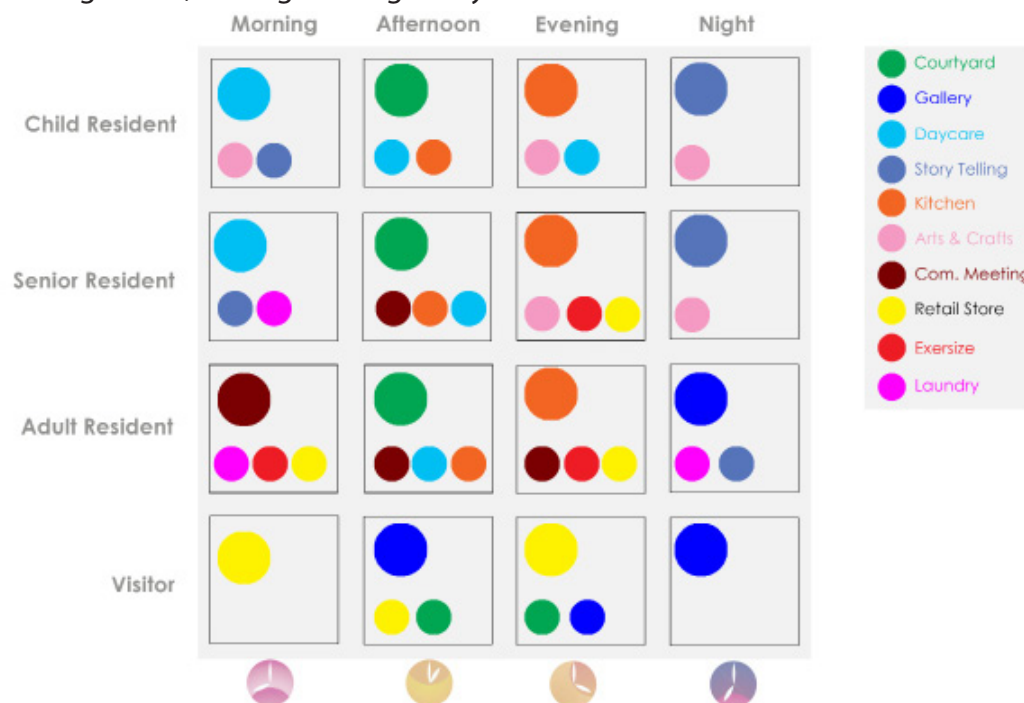 Morning Afternoon Evening Night
Child Resident
Senior Resident
Adult Resident
Visitor
Courtyard
Gallery
Daycare
Story Telling
Kitchen
Arts & Crafts
Com. Meeting
Retail Store
Exersize
Laundry